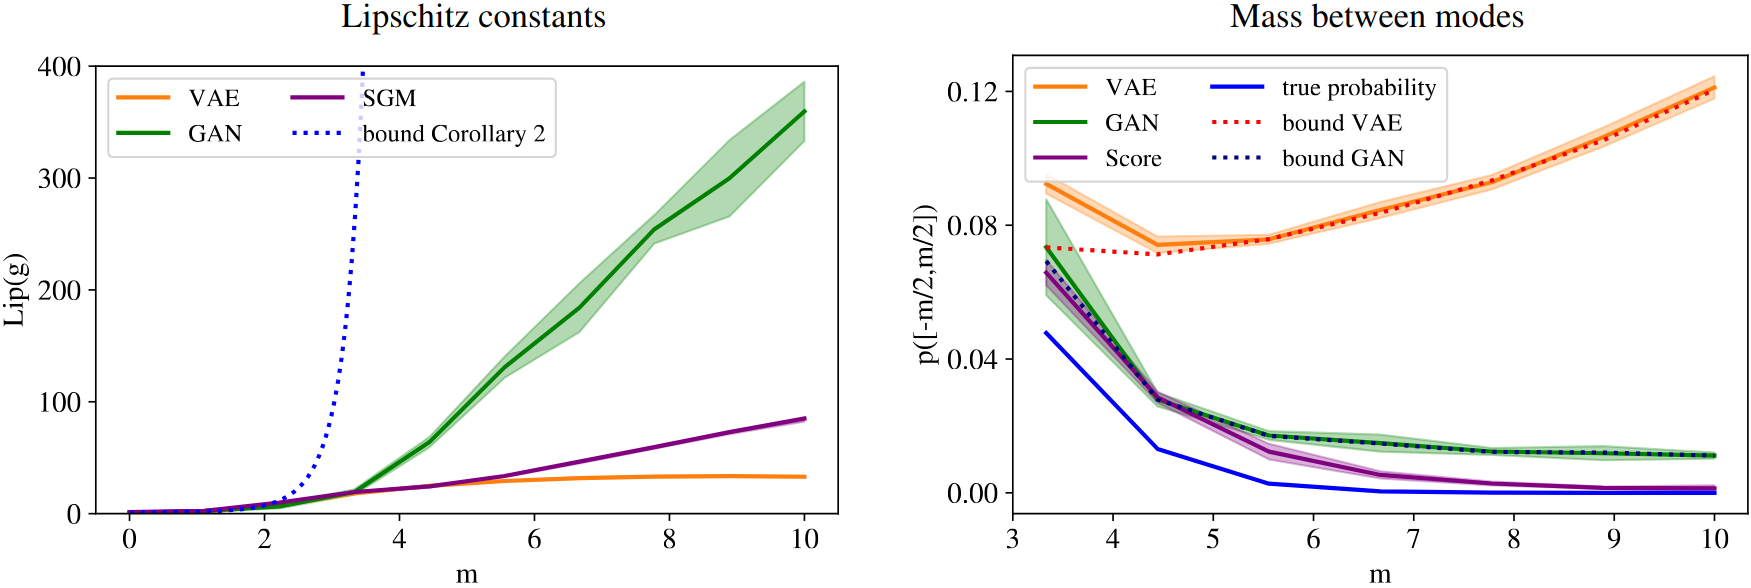 Lipschitz constants
400
300
200
100
0
Lip(g)
VAE
GAN
SGM
bound Corollary 2
0 2 4 6 8 10
m
Mass between modes
0.12
0.08
0.04
0.00
p([-m/2,m/2])
VAE
GAN
Score
true probability
bound VAE
bound GAN
3 4 5 6 7 8 9 10
m